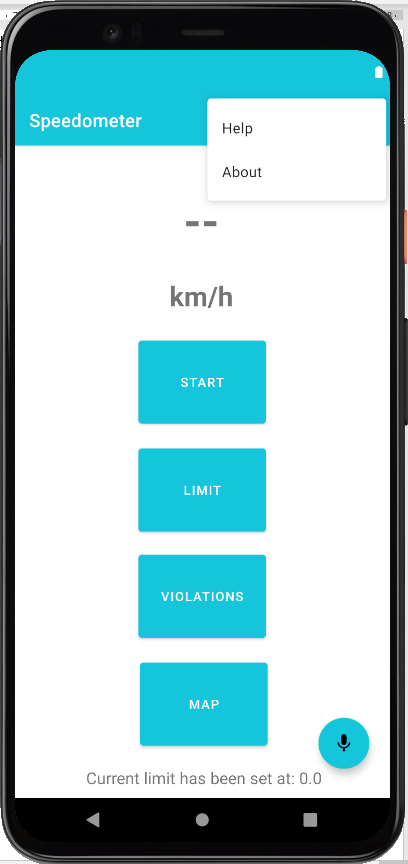 Speedometer
Help
About
--
km/h
START
LIMIT
VIOLATIONS
MAP
Current limit has been set at: 0.0